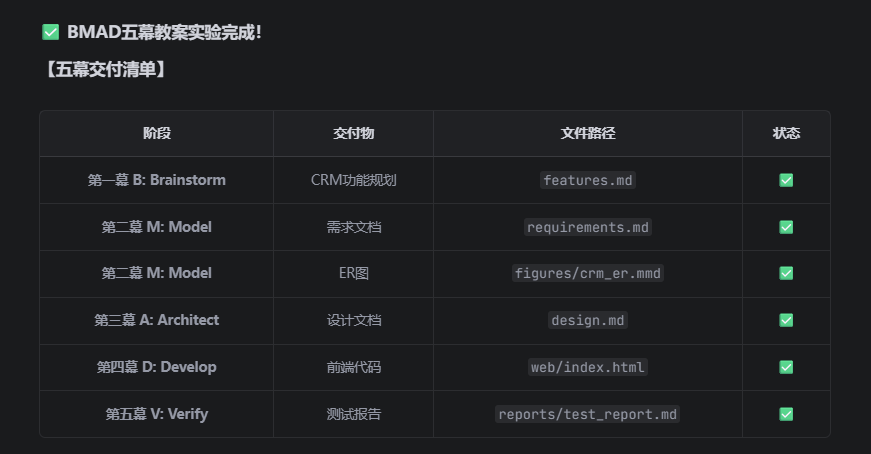 ✅ BMAD五幕教案实验完成！
【五幕交付清单】
阶段 交付物 文件路径 状态
第一幕 B: Brainstorm CRM功能规划 features.md ✅
第二幕 M: Model 需求文档 requirements.md ✅
第二幕 M: Model ER图 figures/crm_er.mmd ✅
第三幕 A: Architect 设计文档 design.md ✅
第四幕 D: Develop 前端代码 web/index.html ✅
第五幕 V: Verify 测试报告 reports/test_report.md ✅